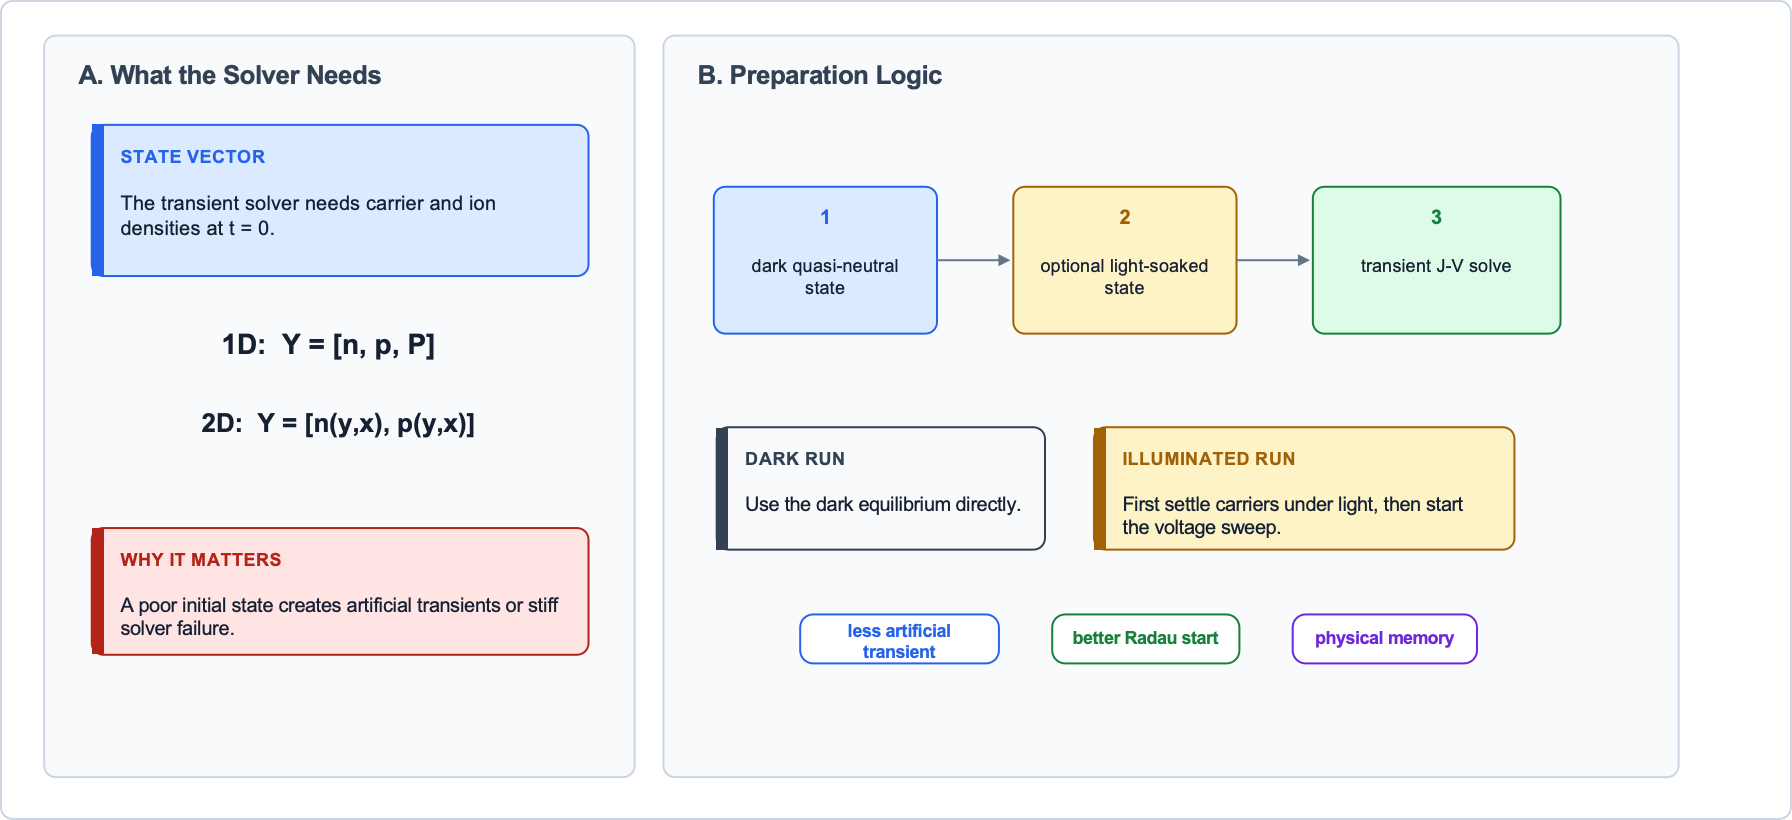 A. What the Solver Needs
STATE VECTOR
The transient solver needs carrier and ion
densities at t = 0.
1D:  Y = [n, p, P]
2D:  Y = [n(y,x), p(y,x)]
WHY IT MATTERS
A poor initial state creates artificial transients or stiff
solver failure.
B. Preparation Logic
1
dark quasi-neutral
state
2
optional light-soaked
state
3
transient J-V solve
DARK RUN
Use the dark equilibrium directly.
ILLUMINATED RUN
First settle carriers under light, then start
the voltage sweep.
less artificial
transient
better Radau start
physical memory